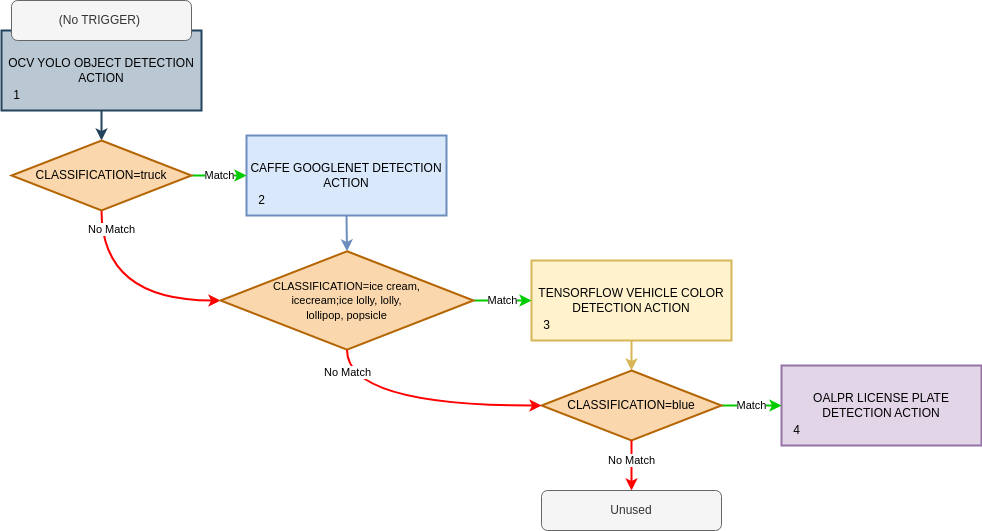 (No TRIGGER)
OCV YOLO OBJECT DETECTION
ACTION
1
CLASSIFICATION=truck
Match
No Match
CAFFE GOOGLENET DETECTION
ACTION
2
CLASSIFICATION=ice cream,
icecream;ice lolly, lolly,
lollipop, popsicle
Match
No Match
TENSORFLOW VEHICLE COLOR
DETECTION ACTION
3
CLASSIFICATION=blue
Match
No Match
OALPR LICENSE PLATE
DETECTION ACTION
4
Unused